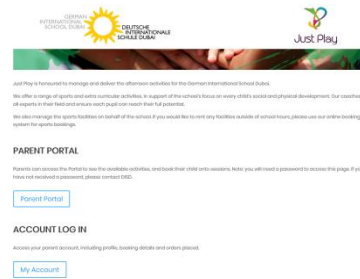 GERMAN
INTERNATIONAL
SCHOOL DUBAI
DEUTSCHE
INTERNATIONALE
SCHULE DUBAI
Just Play
Just Play is honoured to manage and deliver the afternoon activities for the German International School Dubai.
We offer a range of sports and extra curricular activities, in support of the school's focus on every child's social and physical development. Our coaches
all experts in their field and ensure each pupil can reach their full potential.
We also manage the sports facilities on behalf of the school if you would like to rent any facilities outside of school hours, please use our online booking
system for sports bookings.
PARENT PORTAL
Parents can access the Portal to see the available activities, and book their child onto sessions. Note: you will need a password to access the page. If you
have not received a password, please contact DISD.
Parent Portal
ACCOUNT LOG IN
Access your parent account, including profile, booking details and orders placed.
My Account